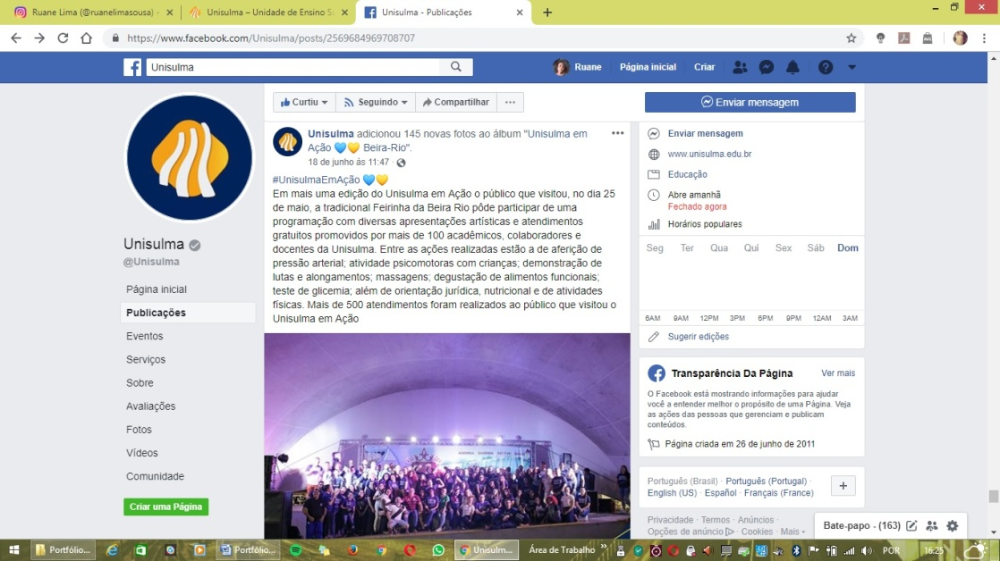 Ruane Lima (@ruanelimasousa)
Unisulma – Unidade de Ensino Su
Unisulma - Publicações
https://www.facebook.com/Unisulma/posts/2569684969708707
Unisulma
Ruane
Página inicial
Criar
Curtiu
Seguindo
Compartilhar
Enviar mensagem
Unisulma adicionou 145 novas fotos ao álbum "Unisulma em
Ação 💙💛 Beira-Rio".
18 de junho às 11:47 ·
#UnisulmaEmAção 💙💛
Em mais uma edição do Unisulma em Ação o público que visitou, no dia 25
de maio, a tradicional Feirinha da Beira Rio pôde participar de uma
programação com diversas apresentações artísticas e atendimentos
gratuitos promovidos por mais de 100 acadêmicos, colaboradores e
docentes da Unisulma. Entre as ações realizadas estão a de aferição de
pressão arterial; atividade psicomotoras com crianças; demonstração de
lutas e alongamentos; massagens; degustação de alimentos funcionais;
teste de glicemia; além de orientação jurídica, nutricional e de atividades
físicas. Mais de 500 atendimentos foram realizados ao público que visitou o
Unisulma em Ação
Unisulma
@Unisulma
Página inicial
Publicações
Eventos
Serviços
Sobre
Avaliações
Fotos
Vídeos
Comunidade
Criar uma Página
Enviar mensagem
www.unisulma.edu.br
Educação
Abre amanhã
Fechado agora
Horários populares
Seg Ter Qua Qui Sex Sáb Dom
6AM 9AM 12PM 3PM 6PM 9PM 12AM 3AM
Sugerir edições
Transparência Da Página Ver mais
O Facebook está mostrando informações para ajudar
você a entender melhor o propósito de uma Página. Veja
as ações das pessoas que gerenciam e publicam
conteúdos.
Página criada em 26 de junho de 2011
Português (Brasil) · Português (Portugal) ·
English (US) · Español · Français (France)
Privacidade · Termos · Anúncios ·
Opções de anúncio · Cookies · Mais
Bate-papo - (163)
Portfólio...
Portfólio...
Unisulm...
Área de Trabalho
POR
16:25